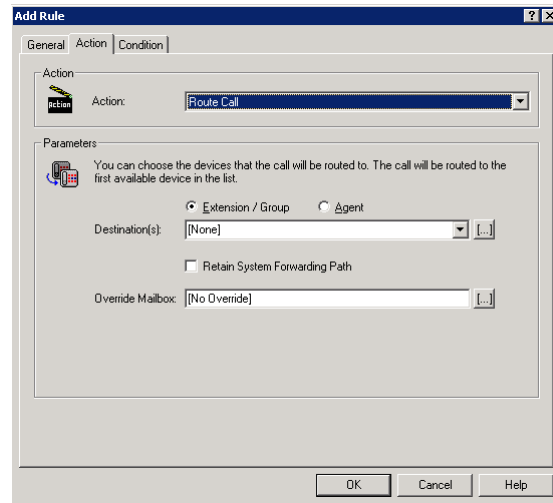 Add Rule
General Action Condition
Action
Action
Action:
Route Call
Parameters
You can choose the devices that the call will be routed to. The call will be routed to the
first available device in the list.
Extension / Group Agent
Destination(s): [None] [...]
Retain System Forwarding Path
Override Mailbox: [No Override] [...]
OK Cancel Help